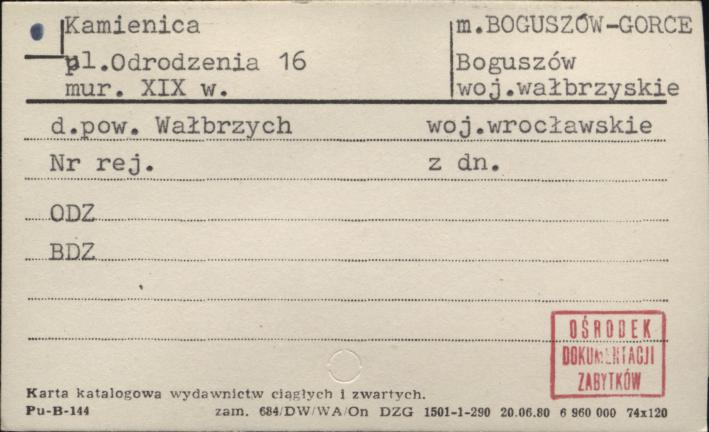 Kamienica m.BOGUSZÓW-GORCE
pl.Odrodzenia 16 Boguszów
mur. XIX w. woj.wałbrzyskie
d.pow. Wałbrzych woj.wrocławskie
Nr rej. z dn.
ODZ
BDZ
OŚRODEK
DOKUMENTACJI
ZABYTKÓW
Karta katalogowa wydawnictw ciągłych i zwartych.
Pu-B-144 zam. 684/DW/WA/On DZG 1501-1-290 20.06.80 6 960 000 74x120